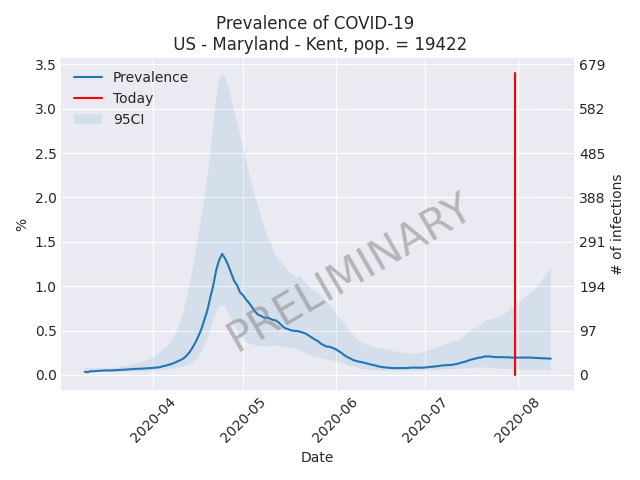 Prevalence of COVID-19
US - Maryland - Kent, pop. = 19422
Prevalence
Today
95CI
3.5
3.0
2.5
2.0
1.5
1.0
0.5
0.0
%
679
582
485
388
291
194
97
0
# of infections
PRELIMINARY
2020-04
2020-05
2020-06
2020-07
2020-08
Date